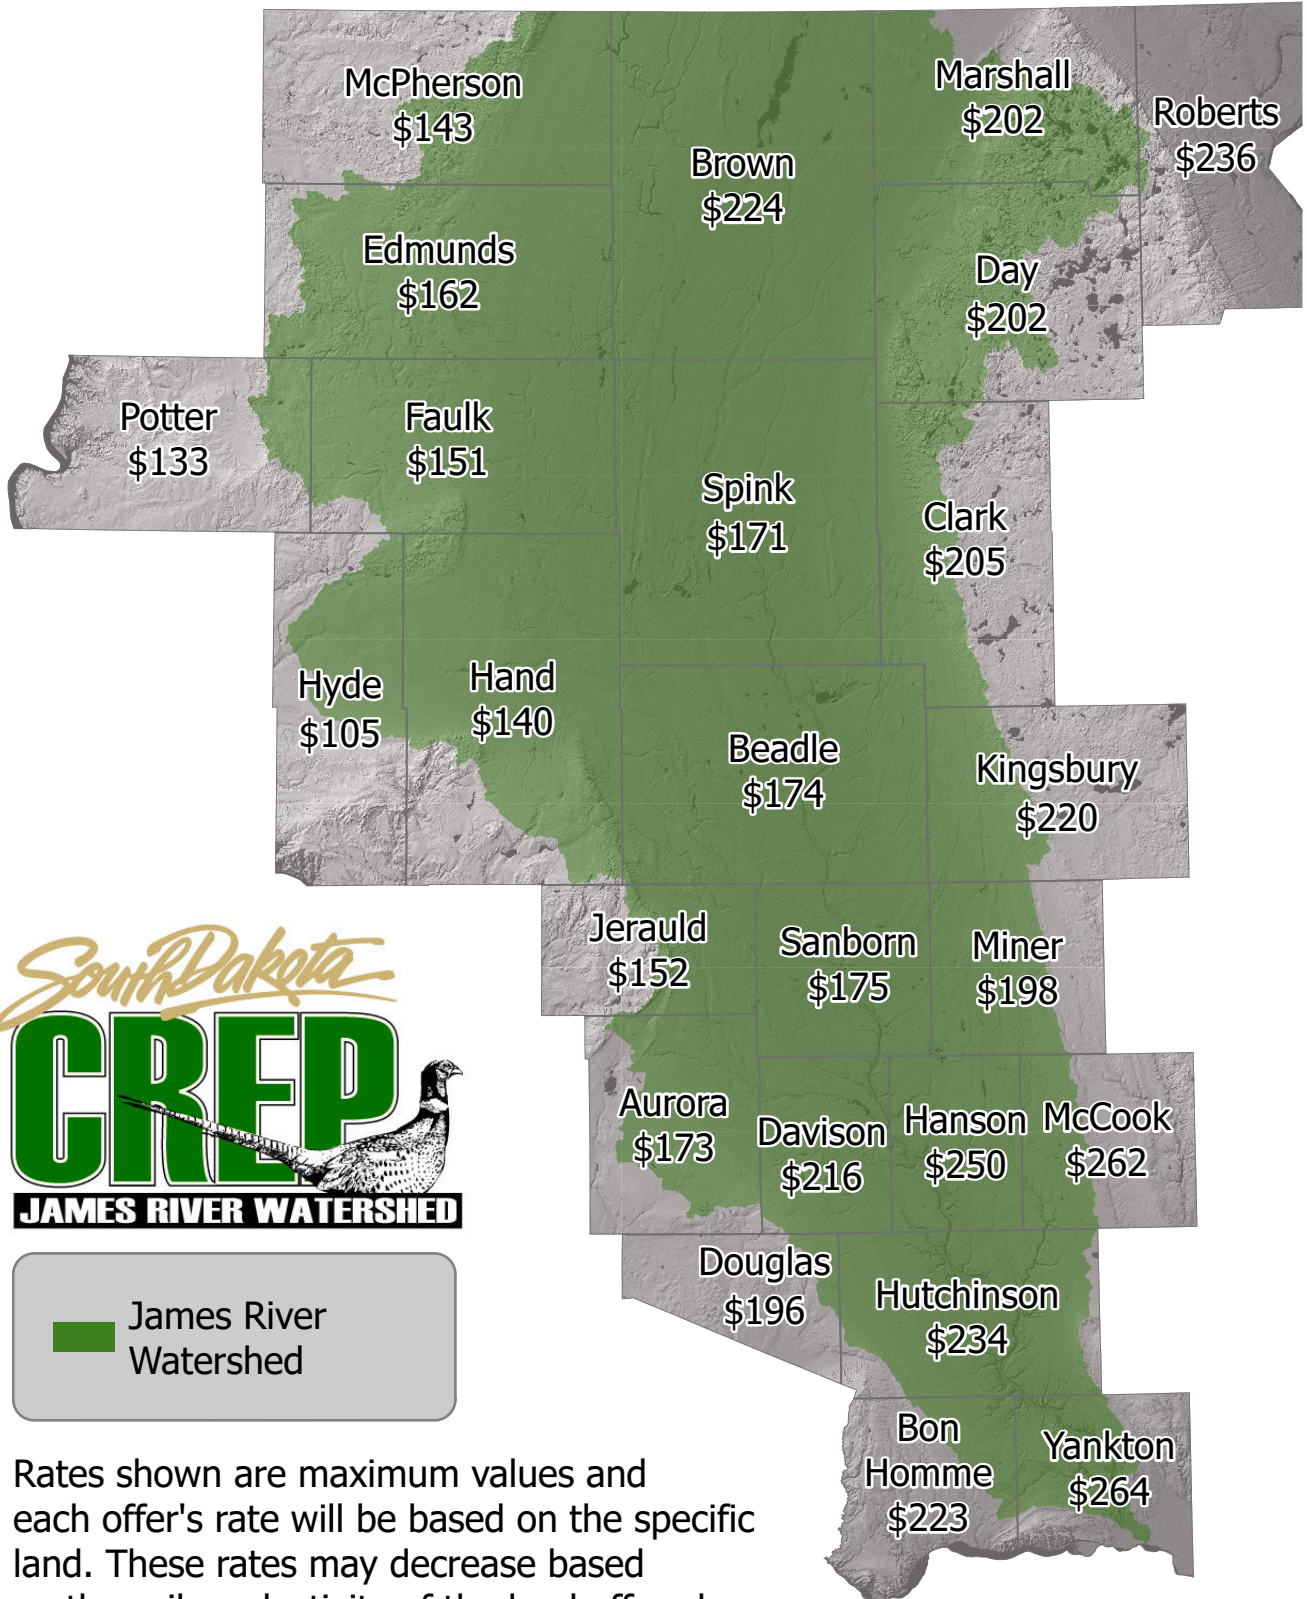 McPherson
$143
Marshall
$202
Roberts
$236
Brown
$224
Edmunds
$162
Day
$202
Potter
$133
Faulk
$151
Spink
$171
Clark
$205
Hyde
$105
Hand
$140
Beadle
$174
Kingsbury
$220
Jerauld
$152
Sanborn
$175
Miner
$198
Aurora
$173
Davison
$216
Hanson
$250
McCook
$262
Douglas
$196
Hutchinson
$234
Bon
Homme
$223
Yankton
$264
South Dakota
CREP
JAMES RIVER WATERSHED
James River
Watershed
Rates shown are maximum values and
each offer's rate will be based on the specific
land. These rates may decrease based